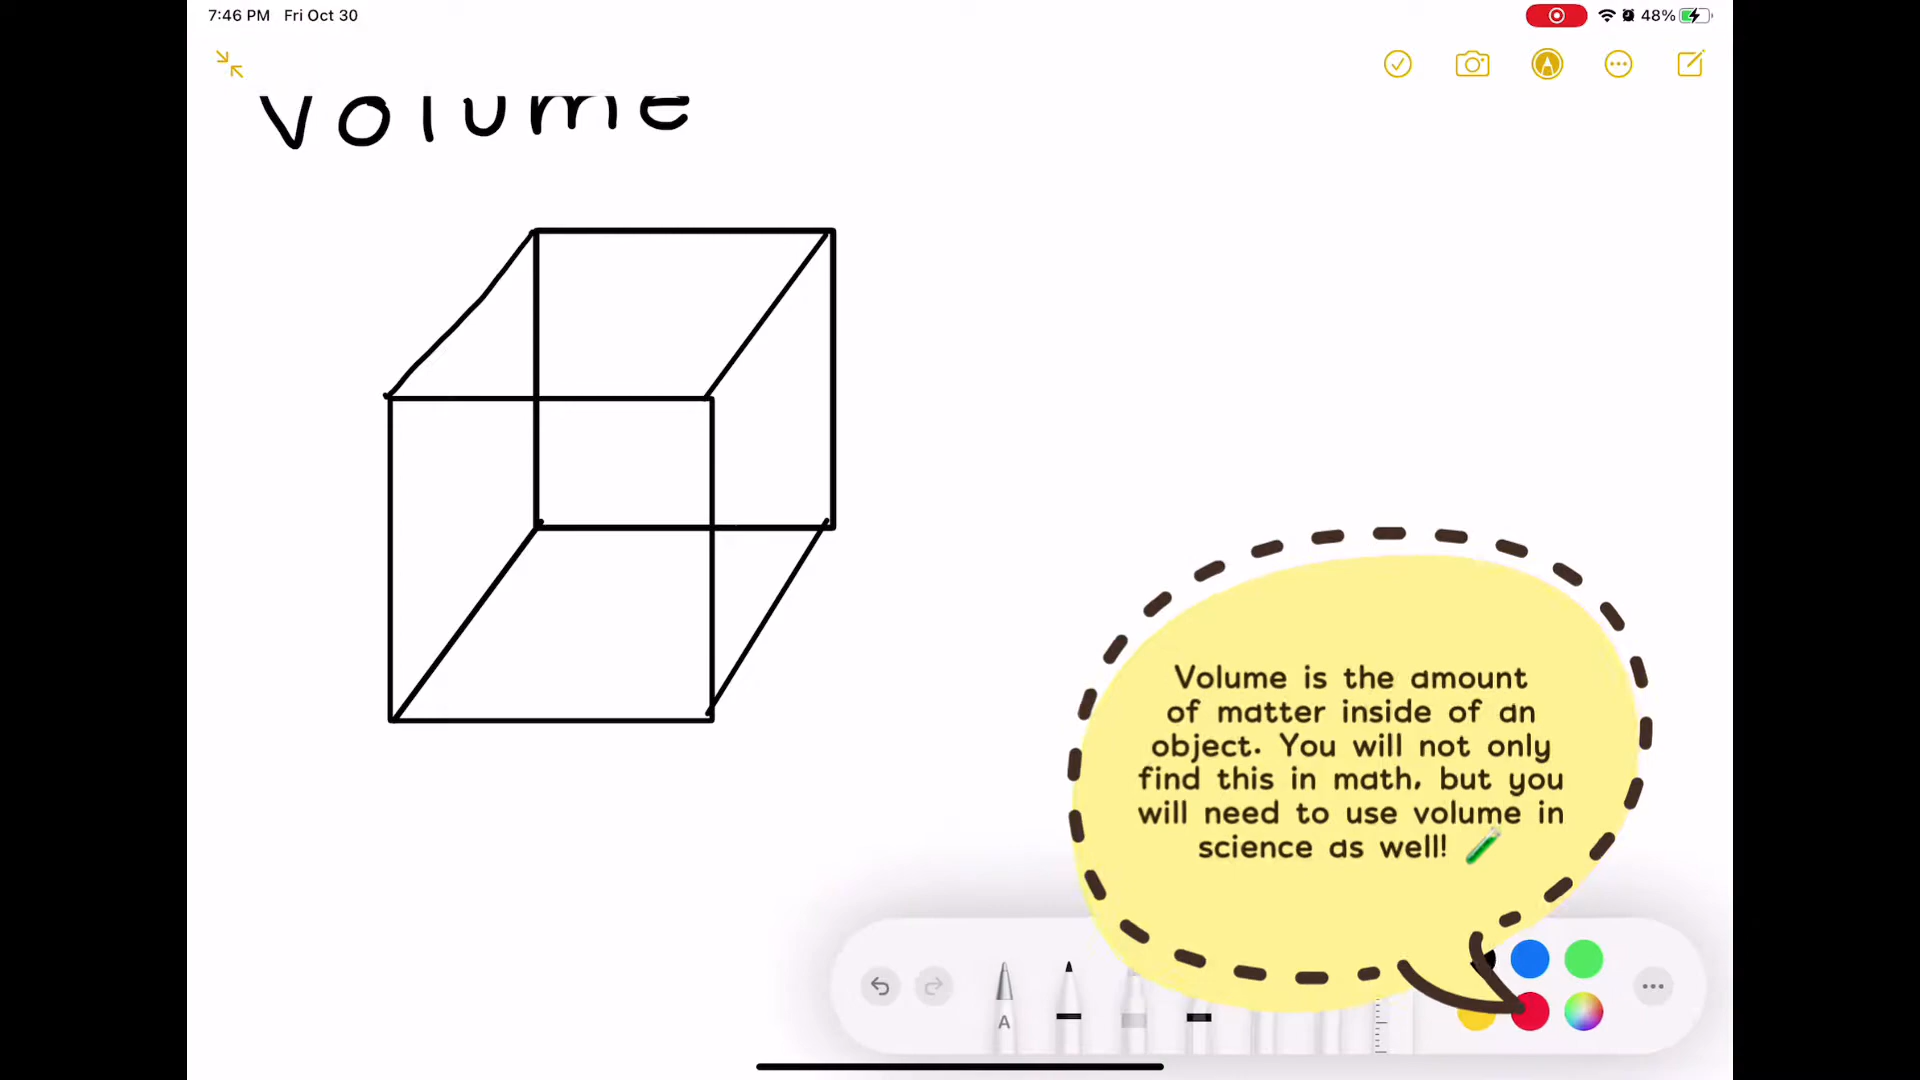 7:46 PM Fri Oct 30
48%
Volume
Volume is the amount
of matter inside of an
object. You will not only
find this in math, but you
will need to use volume in
science as well!
A